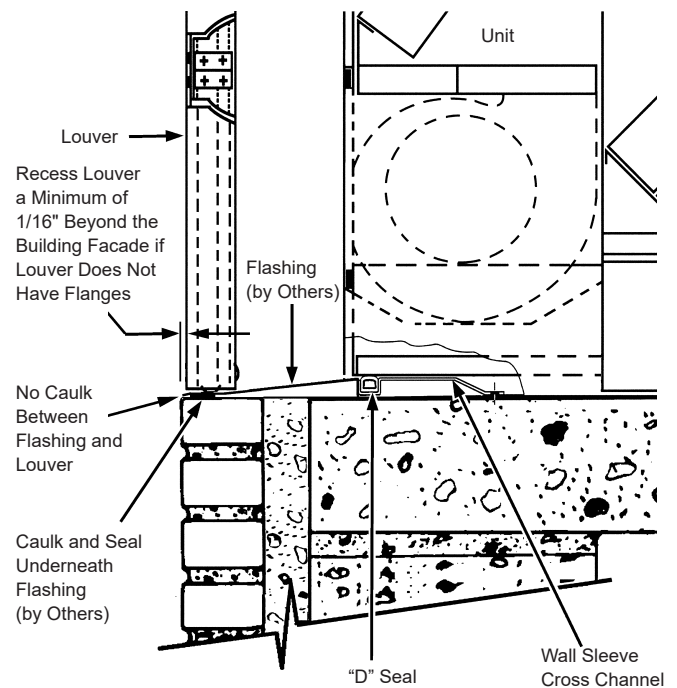 Unit
Louver
Recess Louver
a Minimum of
1/16" Beyond the
Building Facade if
Louver Does Not
Have Flanges
Flashing
(by Others)
No Caulk
Between
Flashing and
Louver
Caulk and Seal
Underneath
Flashing
(by Others)
“D” Seal
Wall Sleeve
Cross Channel